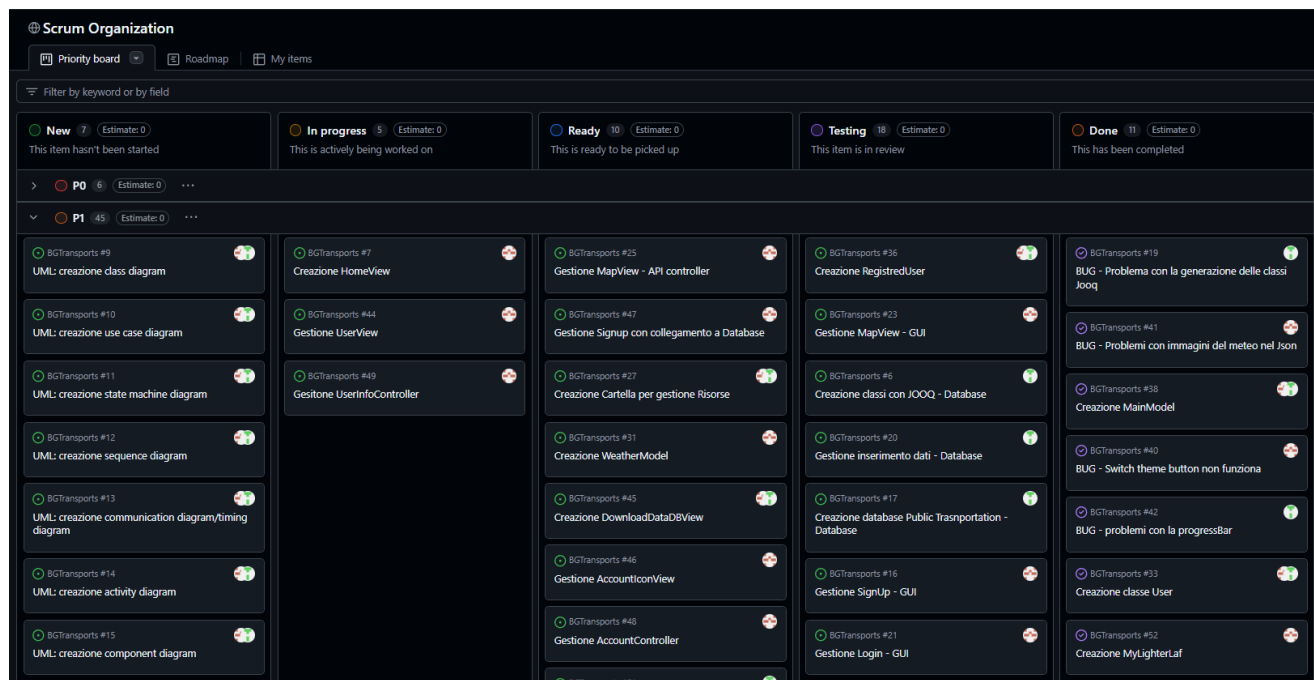 Scrum Organization
Priority board
Roadmap
My items
Filter by keyword or by field
New 7 Estimate: 0
This item hasn't been started
In progress 5 Estimate: 0
This is actively being worked on
Ready 10 Estimate: 0
This is ready to be picked up
Testing 18 Estimate: 0
This item is in review
Done 11 Estimate: 0
This has been completed
P0 6 Estimate: 0 ...
P1 45 Estimate: 0 ...
BGTransports #9
UML: creazione class diagram
BGTransports #10
UML: creazione use case diagram
BGTransports #11
UML: creazione state machine diagram
BGTransports #12
UML: creazione sequence diagram
BGTransports #13
UML: creazione communication diagram/timing
diagram
BGTransports #14
UML: creazione activity diagram
BGTransports #15
UML: creazione component diagram
BGTransports #7
Creazione HomeView
BGTransports #44
Gestione UserView
BGTransports #49
Gesitone UserInfoController
BGTransports #25
Gestione MapView - API controller
BGTransports #47
Gestione Signup con collegamento a Database
BGTransports #27
Creazione Cartella per gestione Risorse
BGTransports #31
Creazione WeatherModel
BGTransports #45
Creazione DownloadDataDBView
BGTransports #46
Gestione AccountIconView
BGTransports #48
Gestione AccountController
BGTransports #36
Creazione RegistredUser
BGTransports #23
Gestione MapView - GUI
BGTransports #6
Creazione classi con JOOQ - Database
BGTransports #20
Gestione inserimento dati - Database
BGTransports #17
Creazione database Public Trasnportation -
Database
BGTransports #16
Gestione SignUp - GUI
BGTransports #21
Gestione Login - GUI
BGTransports #19
BUG - Problema con la generazione delle classi
Jooq
BGTransports #41
BUG - Problemi con immagini del meteo nel Json
BGTransports #38
Creazione MainModel
BGTransports #40
BUG - Switch theme button non funziona
BGTransports #42
BUG - problemi con la progressBar
BGTransports #33
Creazione classe User
BGTransports #52
Creazione MyLighterLaf